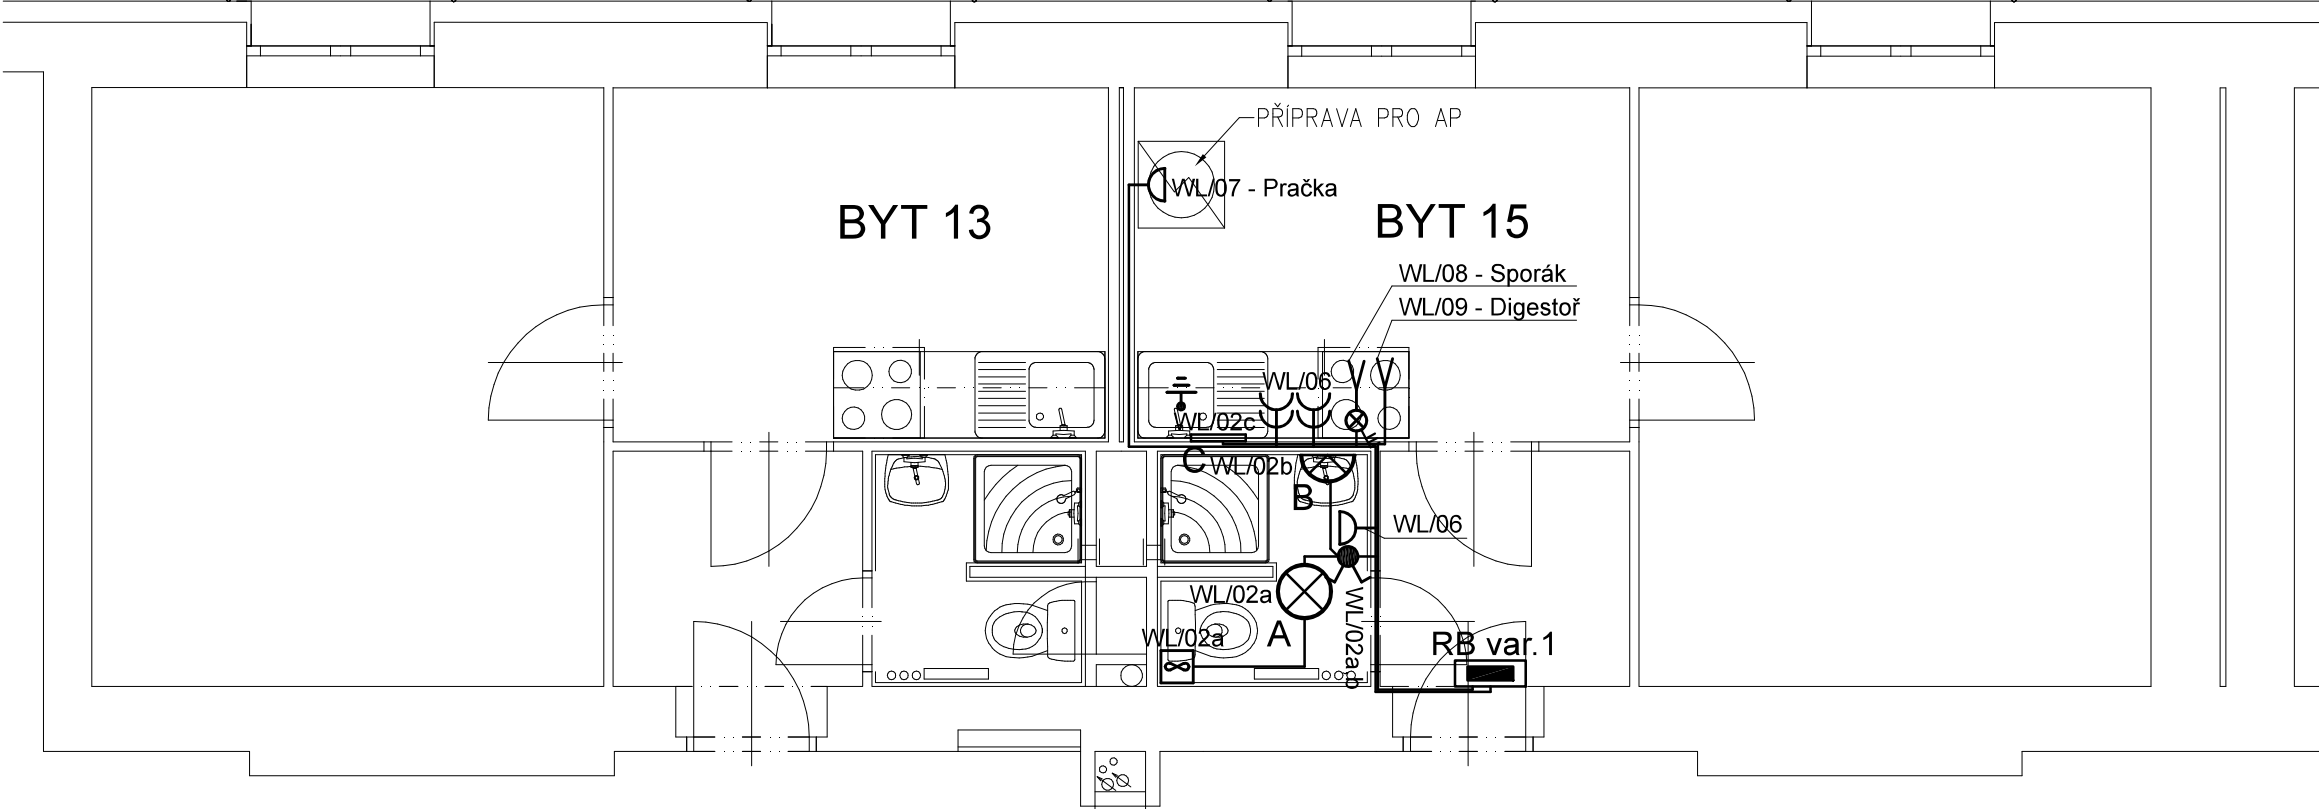 PŘÍPRAVA PRO AP
WL/07 - Pračka
BYT 13
BYT 15
WL/08 - Sporák
WL/09 - Digestoř
WL/06
WL/02c
C
WL/02b
B
WL/06
WL/02a
A
WL/02a
WL/02a,b
RB var.1